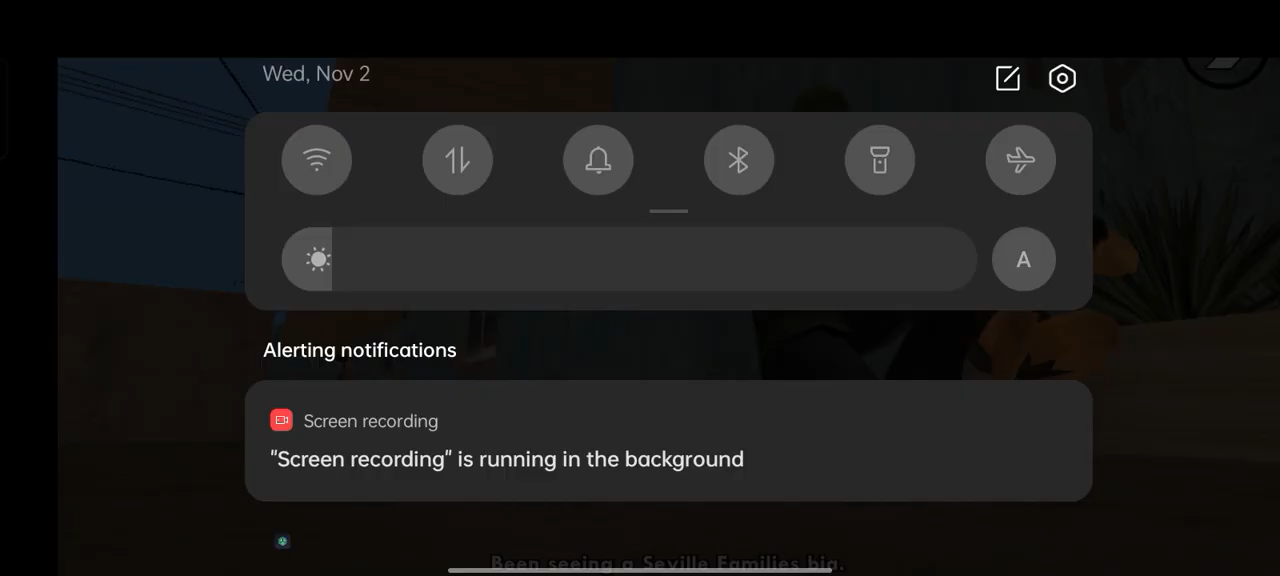 Wed, Nov 2
A
Alerting notifications
Screen recording
"Screen recording" is running in the background
Been seeing a Seville Families big.